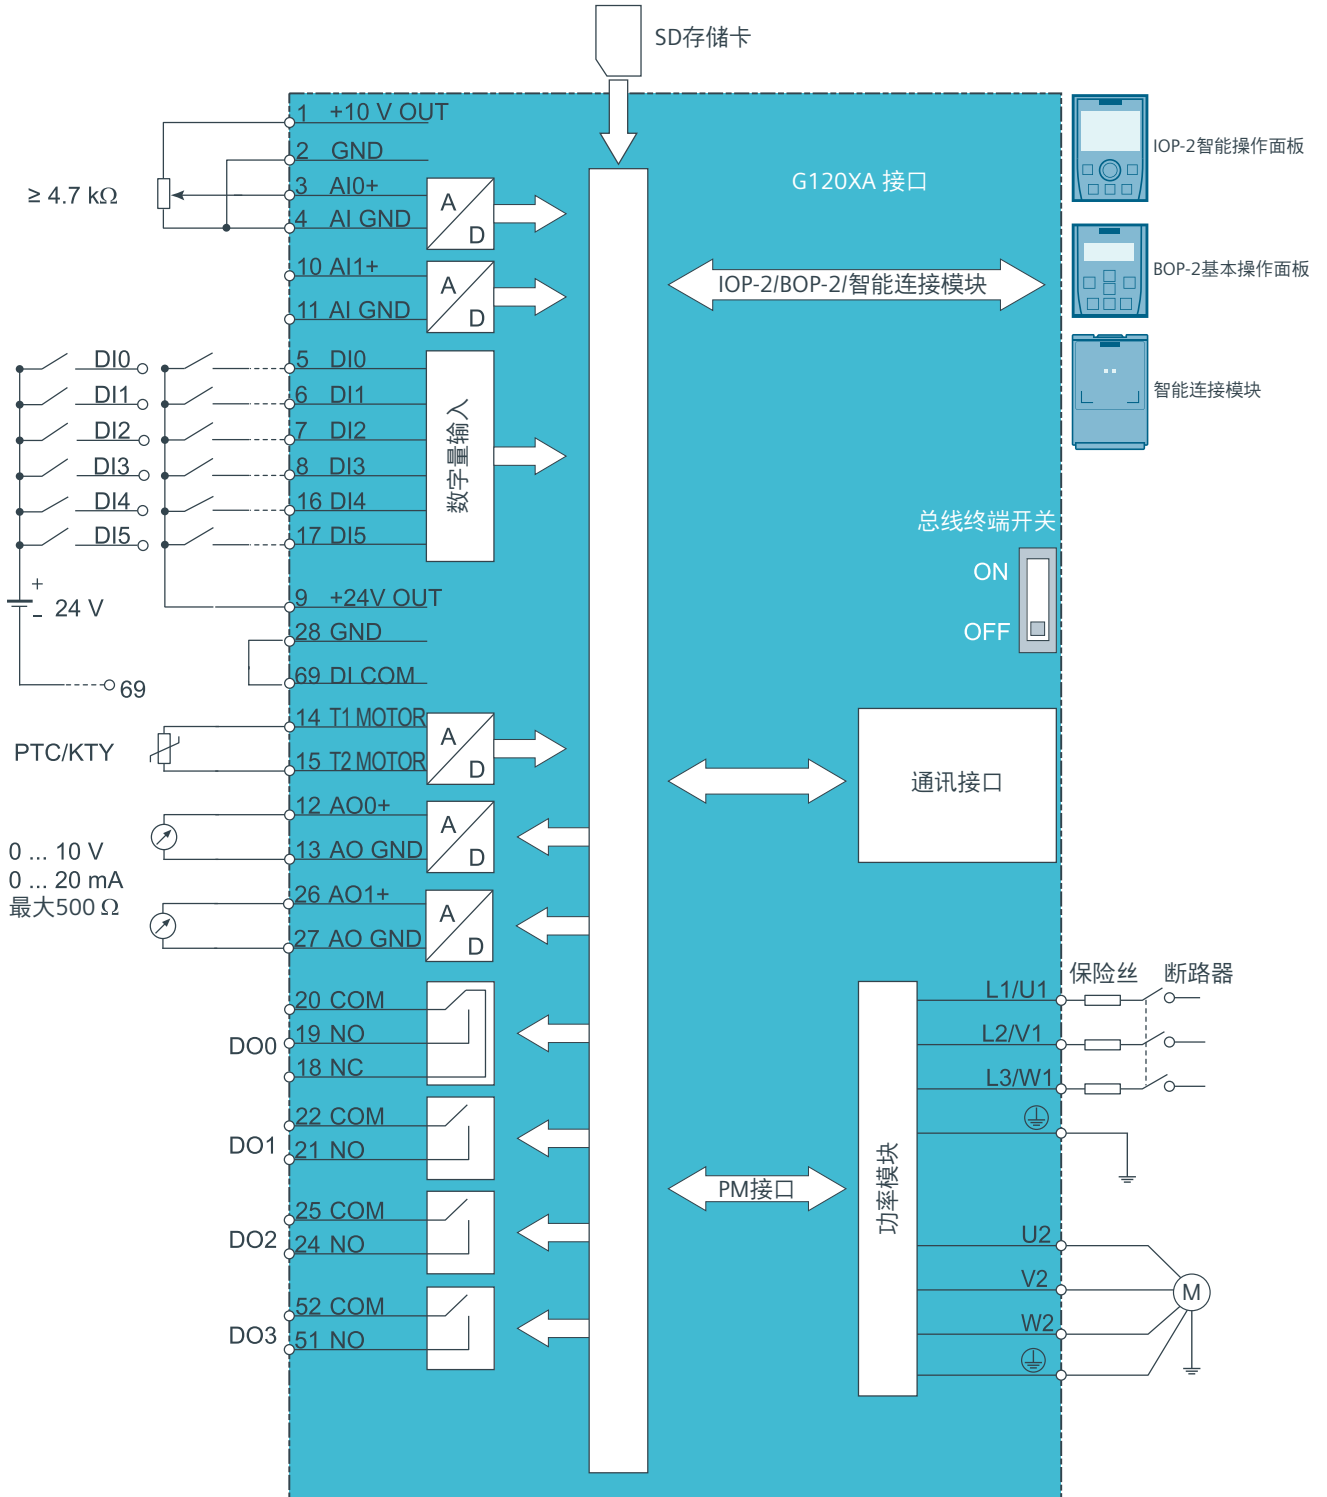 SD存储卡
1 +10 V OUT
2 GND
3 AI0+
4 AI GND
≥ 4.7 kΩ
A
D
10 AI1+
11 AI GND
A
D
G120XA 接口
IOP-2/BOP-2/智能连接模块
IOP-2智能操作面板
BOP-2基本操作面板
智能连接模块
DI0
DI1
DI2
DI3
DI4
DI5
5 DI0
6 DI1
7 DI2
8 DI3
16 DI4
17 DI5
数字量输入
+
- 24 V
69
9 +24V OUT
28 GND
69 DI COM
总线终端开关
ON
OFF
PTC/KTY
14 T1 MOTOR
15 T2 MOTOR
A
D
通讯接口
0 ... 10 V
0 ... 20 mA
最大500 Ω
12 AO0+
13 AO GND
A
D
26 AO1+
27 AO GND
A
D
DO0
20 COM
19 NO
18 NC
DO1
22 COM
21 NO
DO2
25 COM
24 NO
DO3
52 COM
51 NO
PM接口
功率模块
保险丝 断路器
L1/U1
L2/V1
L3/W1
U2
V2
W2
M